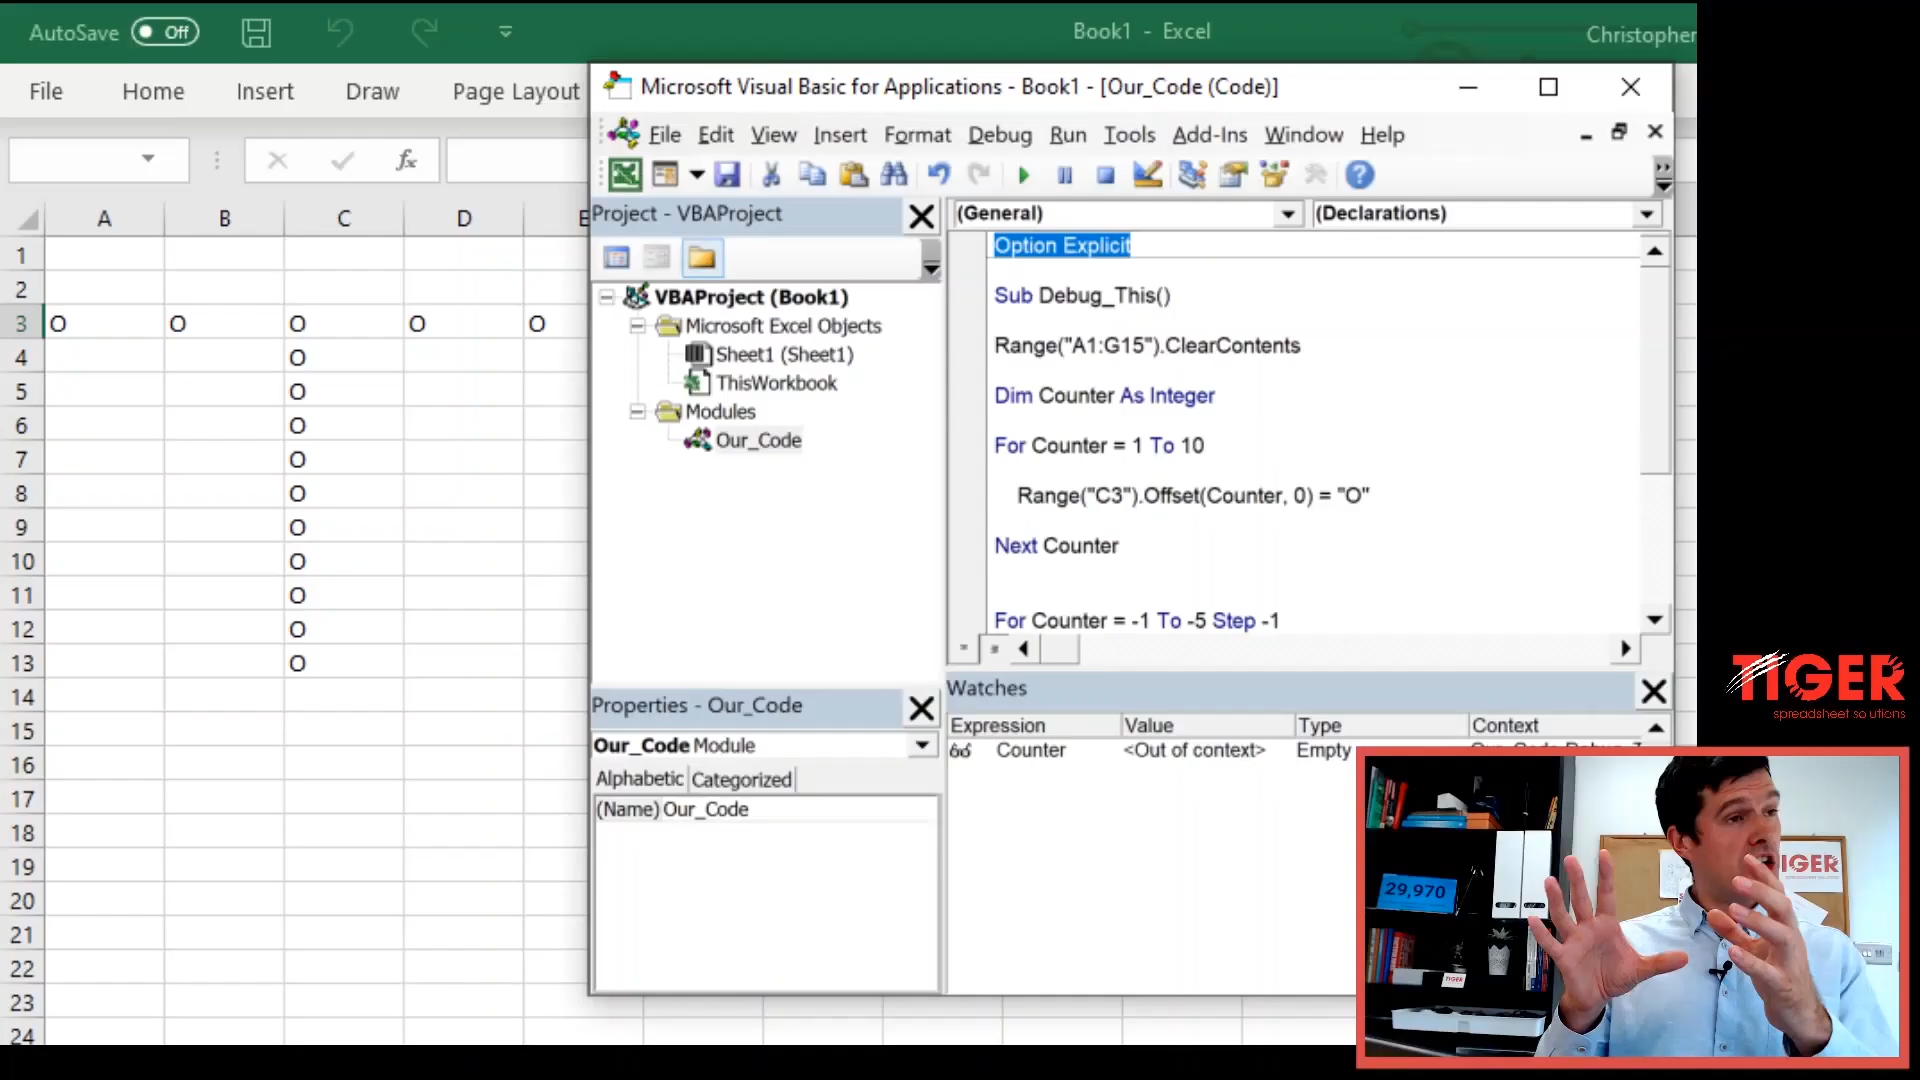 AutoSave Off
Book1 - Excel
Christopher
File Home Insert Draw Page Layout
fx
A B C D E
1
2
3 O O O O O
4 O
5 O
6 O
7 O
8 O
9 O
10 O
11 O
12 O
13 O
14
15
16
17
18
19
20
21
22
23
24
Microsoft Visual Basic for Applications - Book1 - [Our_Code (Code)]
File Edit View Insert Format Debug Run Tools Add-Ins Window Help
Project - VBAProject
VBAProject (Book1)
Microsoft Excel Objects
Sheet1 (Sheet1)
ThisWorkbook
Modules
Our_Code
Properties - Our_Code
Our_Code Module
Alphabetic Categorized
(Name) Our_Code
(General) (Declarations)
Option Explicit
Sub Debug_This()
Range("A1:G15").ClearContents
Dim Counter As Integer
For Counter = 1 To 10
Range("C3").Offset(Counter, 0) = "O"
Next Counter
For Counter = -1 To -5 Step -1
Watches
Expression Value Type Context
Counter <Out of context> Empty
TIGER
spreadsheet solutions
29,970
TIGER
IGER